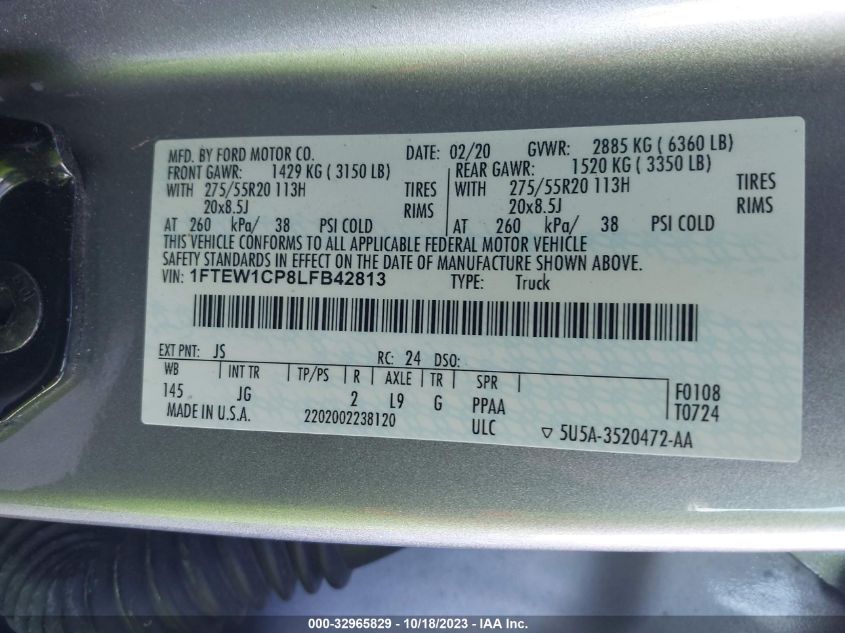 MFD. BY FORD MOTOR CO. DATE: 02/20 GVWR: 2885 KG ( 6360 LB)
FRONT GAWR: 1429 KG ( 3150 LB) REAR GAWR: 1520 KG ( 3350 LB)
WITH 275/55R20 113H TIRES WITH 275/55R20 113H TIRES
20x8.5J RIMS 20x8.5J RIMS
AT 260 kPa/ 38 PSI COLD AT 260 kPa/ 38 PSI COLD
THIS VEHICLE CONFORMS TO ALL APPLICABLE FEDERAL MOTOR VEHICLE
SAFETY STANDARDS IN EFFECT ON THE DATE OF MANUFACTURE SHOWN ABOVE.
VIN: 1FTEW1CP8LFB42813 TYPE: Truck
EXT PNT: JS RC: 24 DSO:
WB INT TR TP/PS R AXLE TR SPR F0108
145 JG 2 L9 G PPAA T0724
MADE IN U.S.A. 2202002238120 ULC ▽ 5U5A-3520472-AA
000-32965829 - 10/18/2023 - IAA Inc.